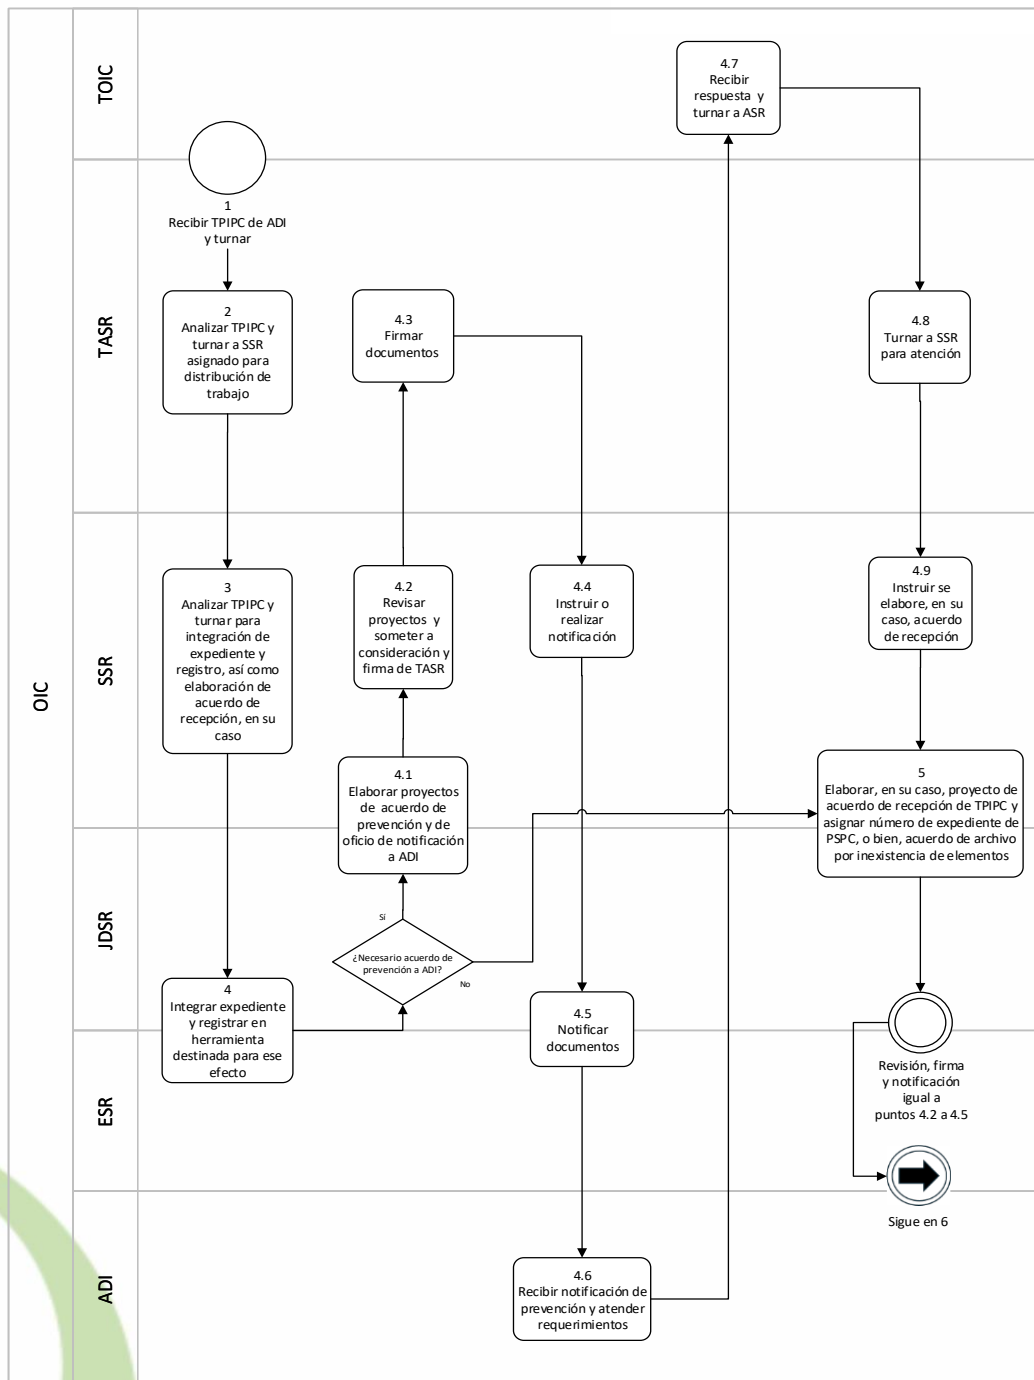 OIC
TOIC
TASR
SSR
JDSR
ESR
ADI
1
Recibir TPIPC de ADI
y turnar
2
Analizar TPIPC y
turnar a SSR
asignado para
distribución de
trabajo
3
Analizar TPIPC y
turnar para
integración de
expediente y
registro, así como
elaboración de
acuerdo de
recepción, en su
caso
4
Integrar expediente
y registrar en
herramienta
destinada para ese
efecto
¿Necesario acuerdo de
prevención a ADI?
Sí
No
4.1
Elaborar proyectos
de acuerdo de
prevención y de
oficio de notificación
a ADI
4.2
Revisar
proyectos y
someter a
consideración y
firma de TASR
4.3
Firmar
documentos
4.4
Instruir o
realizar
notificación
4.5
Notificar
documentos
4.6
Recibir notificación de
prevención y atender
requerimientos
4.7
Recibir
respuesta y
turnar a ASR
4.8
Turnar a SSR
para atención
4.9
Instruir se
elabore, en su
caso, acuerdo
de recepción
5
Elaborar, en su caso, proyecto de
acuerdo de recepción de TPIPC y
asignar número de expediente de
PSPC, o bien, acuerdo de archivo
por inexistencia de elementos
Revisión, firma
y notificación
igual a
puntos 4.2 a 4.5
Sigue en 6